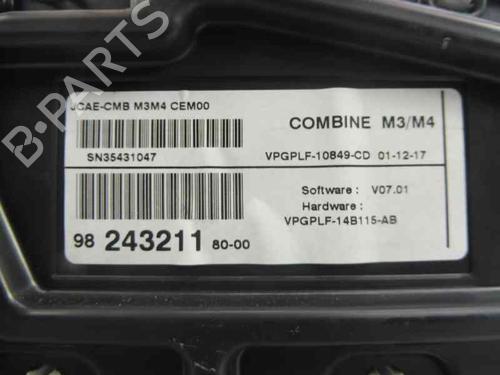 JCAE-CMB M3M4 CEM00
COMBINE M3/M4
SN35431047
VPGPLF-10849-CD 01-12-17
Software : V07.01
Hardware :
VPGPLF-14B115-AB
98 243211 80-00
B-PARTS